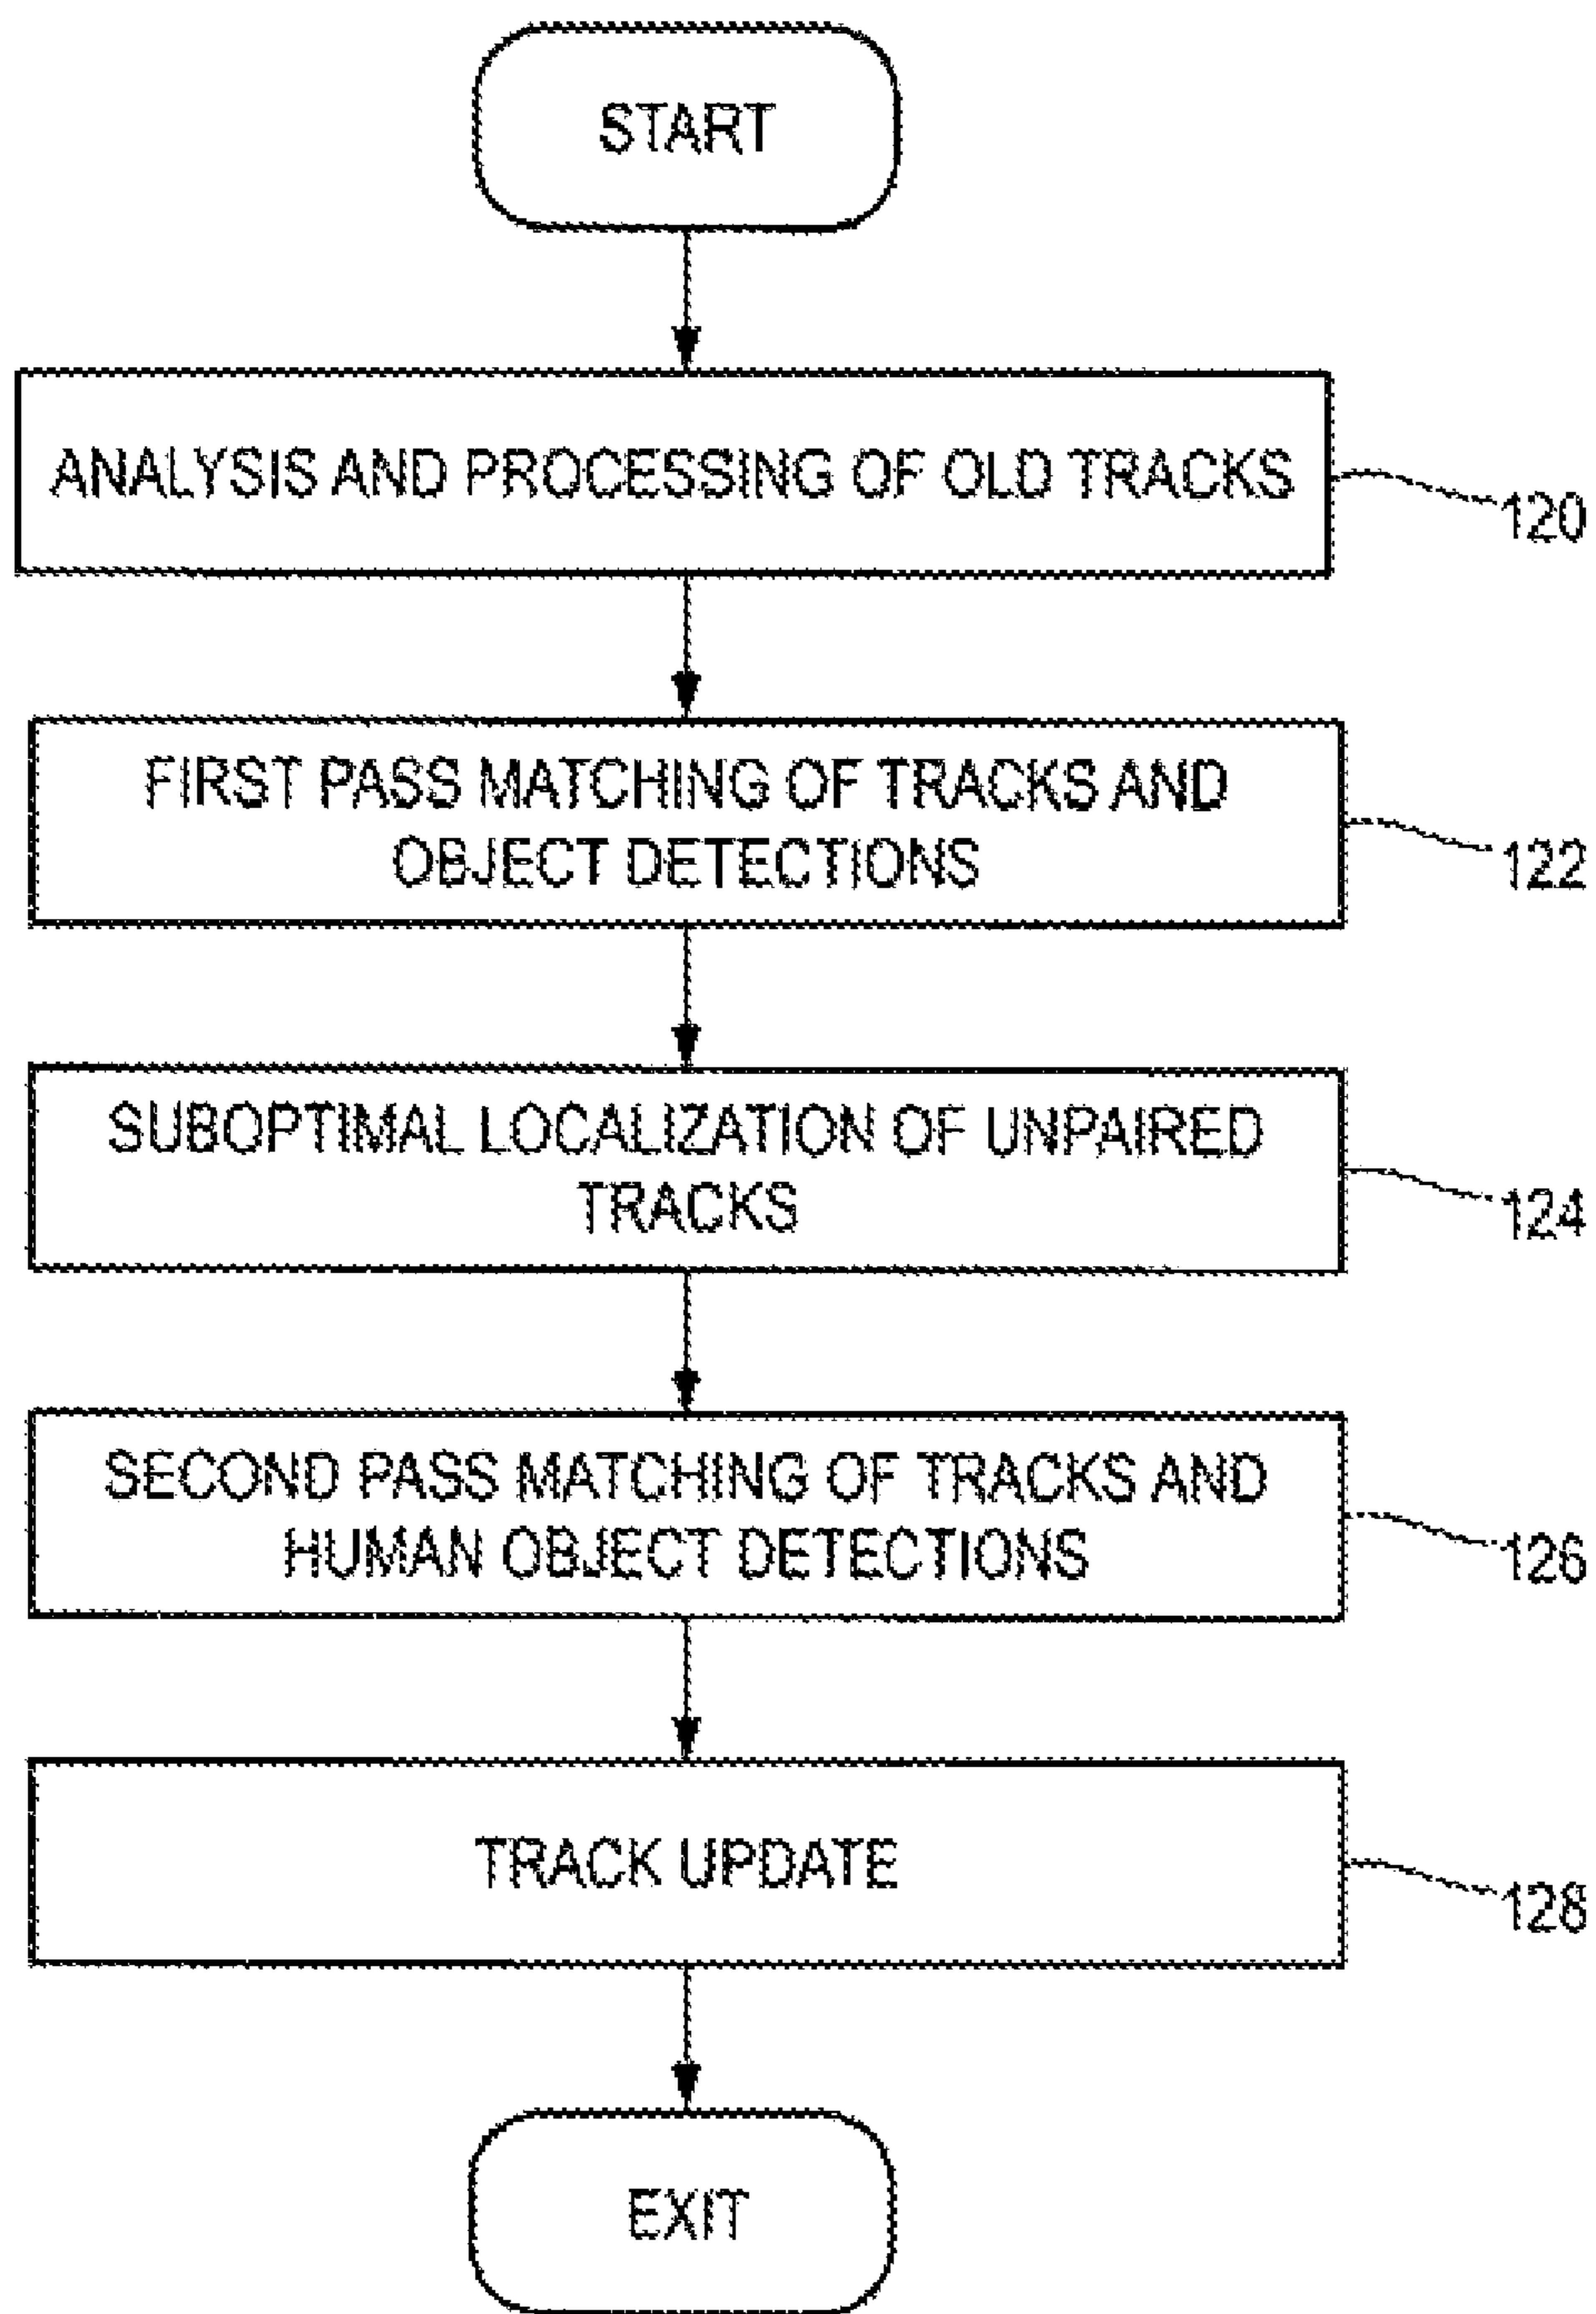 START
ANALYSIS AND PROCESSING OF OLD TRACKS
120
FIRST PASS MATCHING OF TRACKS AND
OBJECT DETECTIONS
122
SUBOPTIMAL LOCALIZATION OF UNPAIRED
TRACKS
124
SECOND PASS MATCHING OF TRACKS AND
HUMAN OBJECT DETECTIONS
126
TRACK UPDATE
128
EXIT